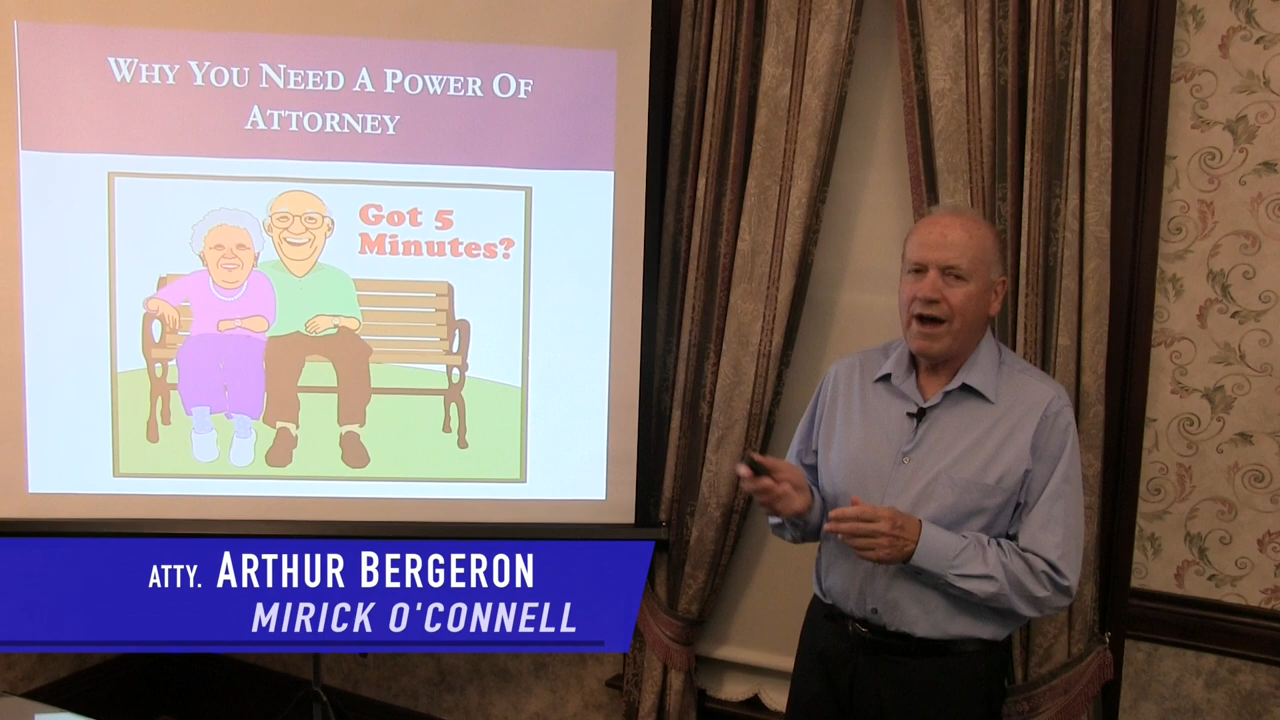 WHY YOU NEED A POWER OF
ATTORNEY
Got 5
Minutes?
ATTY. ARTHUR BERGERON
MIRICK O'CONNELL